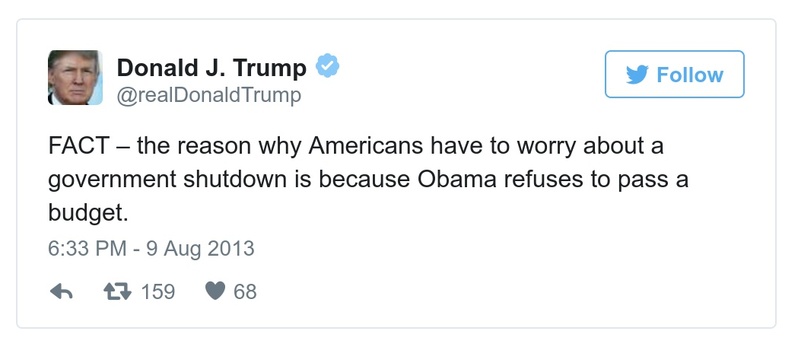 Donald J. Trump
@realDonaldTrump
Follow
FACT – the reason why Americans have to worry about a
government shutdown is because Obama refuses to pass a
budget.
6:33 PM - 9 Aug 2013
159 68